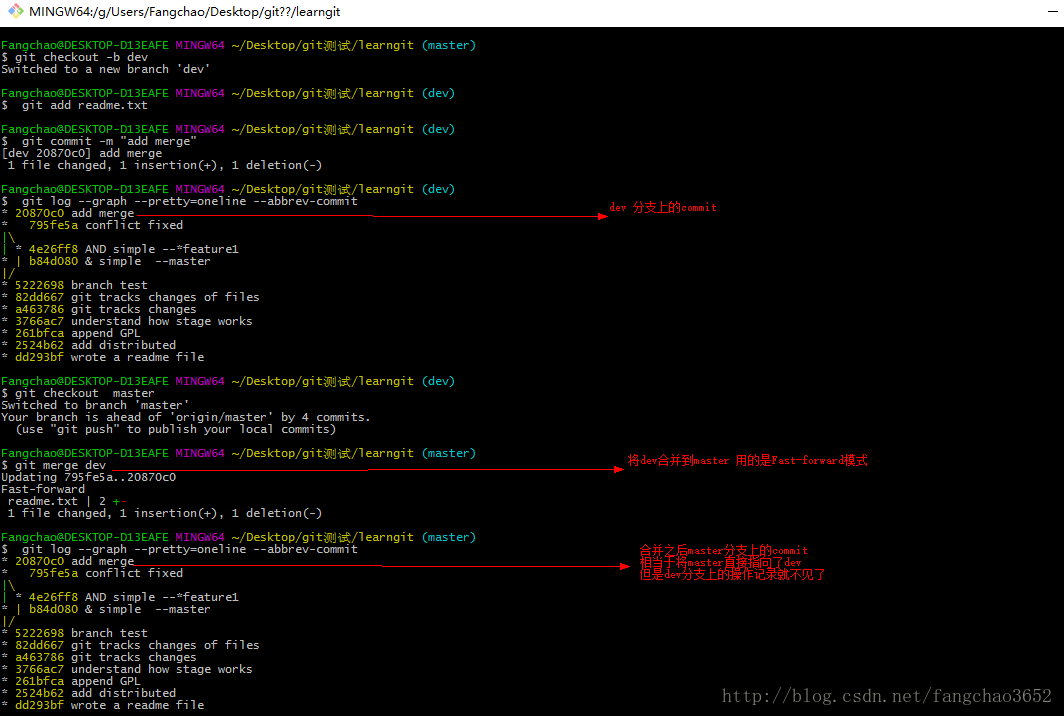 MINGW64:/g/Users/Fangchao/Desktop/git??/learngit
Fangchao@DESKTOP-D13EAFE MINGW64 ~/Desktop/git测试/learngit (master)
$ git checkout -b dev
Switched to a new branch 'dev'
Fangchao@DESKTOP-D13EAFE MINGW64 ~/Desktop/git测试/learngit (dev)
$  git add readme.txt
Fangchao@DESKTOP-D13EAFE MINGW64 ~/Desktop/git测试/learngit (dev)
$  git commit -m "add merge"
[dev 20870c0] add merge
 1 file changed, 1 insertion(+), 1 deletion(-)
Fangchao@DESKTOP-D13EAFE MINGW64 ~/Desktop/git测试/learngit (dev)
$  git log --graph --pretty=oneline --abbrev-commit
* 20870c0 add merge dev 分支上的commit
*   795fe5a conflict fixed
|\
| * 4e26ff8 AND simple --*feature1
* | b84d080 & simple  --master
|/
* 5222698 branch test
* 82dd667 git tracks changes of files
* a463786 git tracks changes
* 3766ac7 understand how stage works
* 261bfca append GPL
* 2524b62 add distributed
* dd293bf wrote a readme file
Fangchao@DESKTOP-D13EAFE MINGW64 ~/Desktop/git测试/learngit (dev)
$ git checkout  master
Switched to branch 'master'
Your branch is ahead of 'origin/master' by 4 commits.
  (use "git push" to publish your local commits)
Fangchao@DESKTOP-D13EAFE MINGW64 ~/Desktop/git测试/learngit (master)
$ git merge dev 将dev合并到master 用的是Fast-forward模式
Updating 795fe5a..20870c0
Fast-forward
 readme.txt | 2 +-
 1 file changed, 1 insertion(+), 1 deletion(-)
Fangchao@DESKTOP-D13EAFE MINGW64 ~/Desktop/git测试/learngit (master)
$  git log --graph --pretty=oneline --abbrev-commit
合并之后master分支上的commit
* 20870c0 add merge 相当于将master直接指向了dev
*   795fe5a conflict fixed 但是dev分支上的操作记录就不见了
|\
| * 4e26ff8 AND simple --*feature1
* | b84d080 & simple  --master
|/
* 5222698 branch test
* 82dd667 git tracks changes of files
* a463786 git tracks changes
* 3766ac7 understand how stage works
* 261bfca append GPL
* 2524b62 add distributed
* dd293bf wrote a readme file
http://blog.csdn.net/fangchao3652